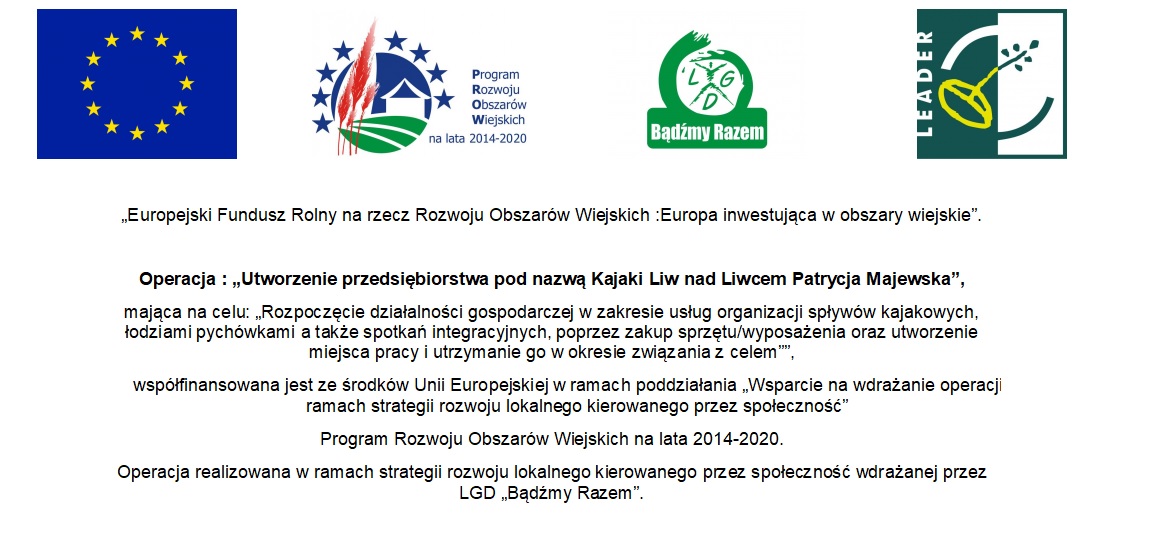 Program
Rozwoju
Obszarów
Wiejskich
na lata 2014-2020
L G
D
Bądźmy Razem
LEADER
„Europejski Fundusz Rolny na rzecz Rozwoju Obszarów Wiejskich :Europa inwestująca w obszary wiejskie”.
Operacja : „Utworzenie przedsiębiorstwa pod nazwą Kajaki Liw nad Liwcem Patrycja Majewska”,
mająca na celu: „Rozpoczęcie działalności gospodarczej w zakresie usług organizacji spływów kajakowych,
łodziami pychówkami a także spotkań integracyjnych, poprzez zakup sprzętu/wyposażenia oraz utworzenie
miejsca pracy i utrzymanie go w okresie związania z celem””,
współfinansowana jest ze środków Unii Europejskiej w ramach poddziałania „Wsparcie na wdrażanie operacji
ramach strategii rozwoju lokalnego kierowanego przez społeczność”
Program Rozwoju Obszarów Wiejskich na lata 2014-2020.
Operacja realizowana w ramach strategii rozwoju lokalnego kierowanego przez społeczność wdrażanej przez
LGD „Bądźmy Razem”.